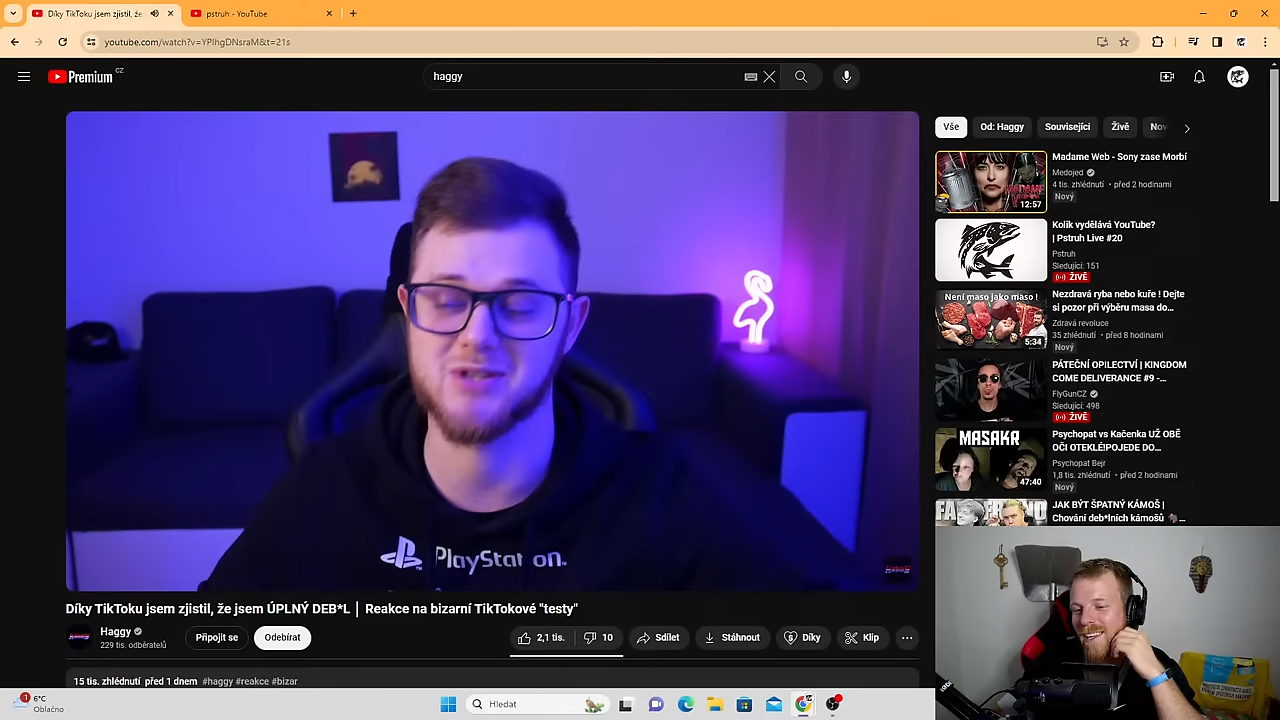 Díky TikToku jsem zjistil, že
pstruh - YouTube
youtube.com/watch?v=YPIhgDNsraM&t=21s
Premium CZ
haggy
Vše
Od: Haggy
Související
Živě
Nov
Madame Web - Sony zase Morbí
Medojed
4 tis. zhlédnutí • před 2 hodinami
Nový
12:57
Kolik vydělává YouTube?
| Pstruh Live #20
Pstruh
Sledující: 151
ŽIVĚ
Není maso jako maso !
5:34
Nezdravá ryba nebo kuře ! Dejte
si pozor při výběru masa do...
Zdravá revoluce
35 zhlédnutí • před 8 hodinami
Nový
PÁTEČNÍ OPILECTVÍ | KINGDOM
COME DELIVERANCE #9 -...
FlyGunCZ
Sledující: 498
ŽIVĚ
MASAKR
47:40
Psychopat vs Kačenka UŽ OBĚ
OČI OTEKLÉ!POJEDE DO...
Psychopat Bejr
1,8 tis. zhlédnutí • před 2 hodinami
Nový
JAK BÝT ŠPATNÝ KÁMOŠ |
Chování deb*lních kámošů
PlayStation.
Díky TikToku jsem zjistil, že jsem ÚPLNÝ DEB*L │ Reakce na bizarní TikTokové "testy"
Haggy
229 tis. odběratelů
Připojit se
Odebírat
2,1 tis.
10
Sdílet
Stáhnout
Díky
Klip
15 tis. zhlédnutí před 1 dnem #haggy #reakce #bizar
1
6°C
Oblačno
Hledat